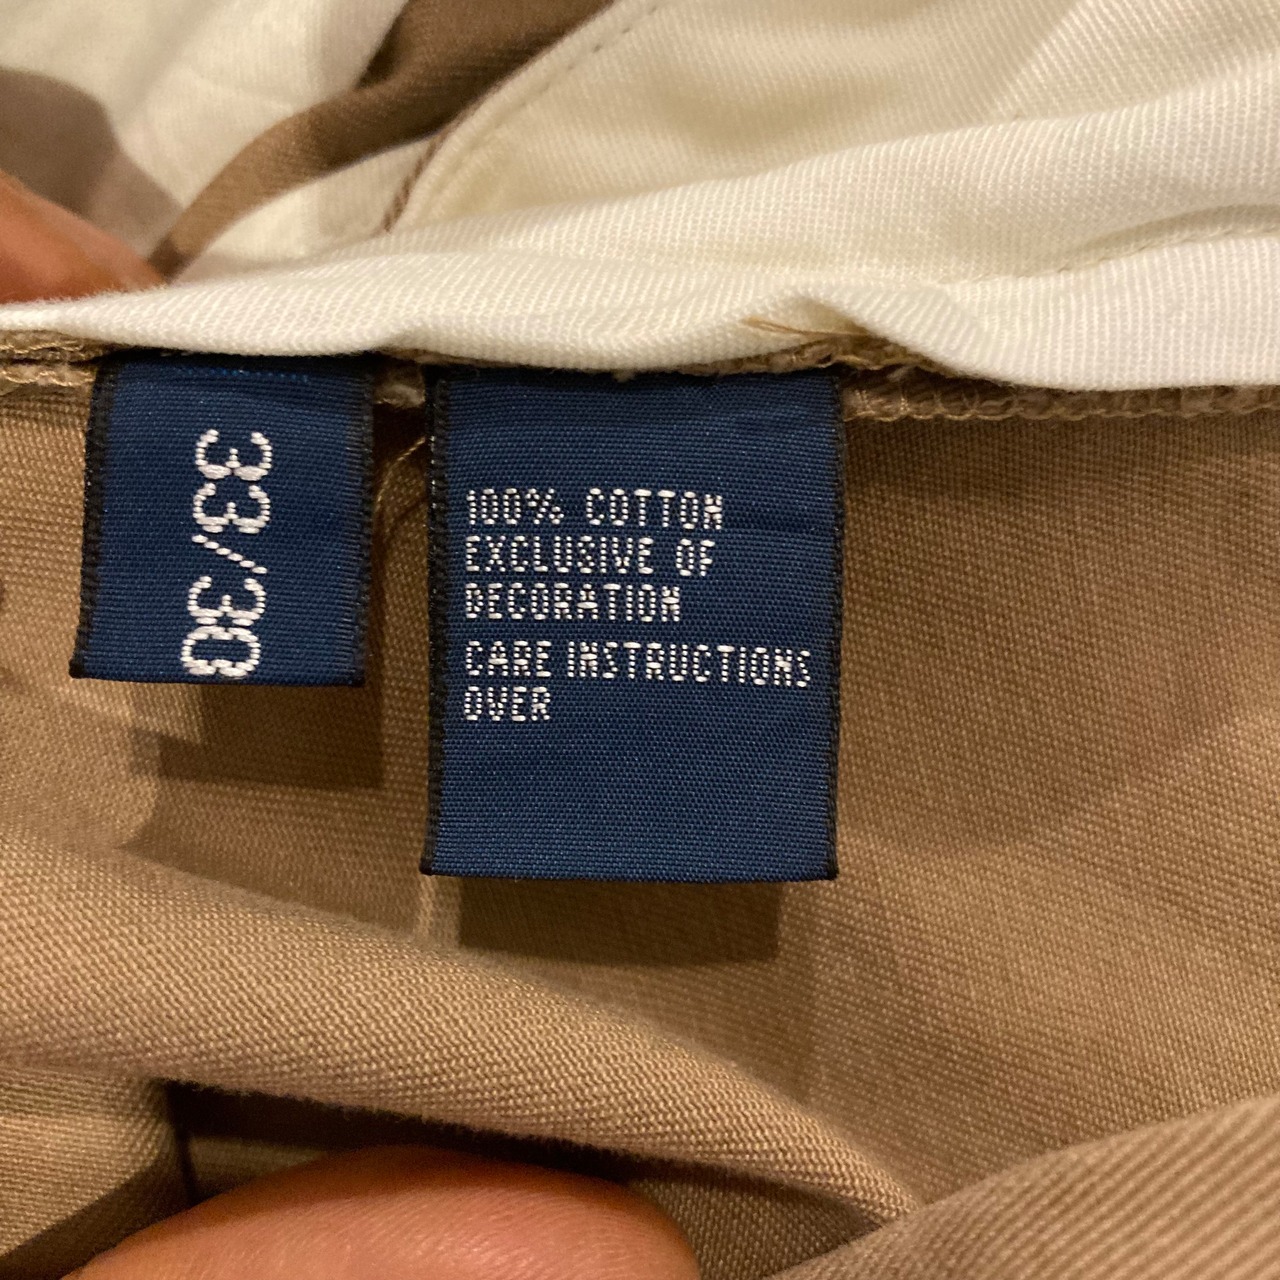 33/30
100% COTTON
EXCLUSIVE OF
DECORATION
CARE INSTRUCTIONS
OVER